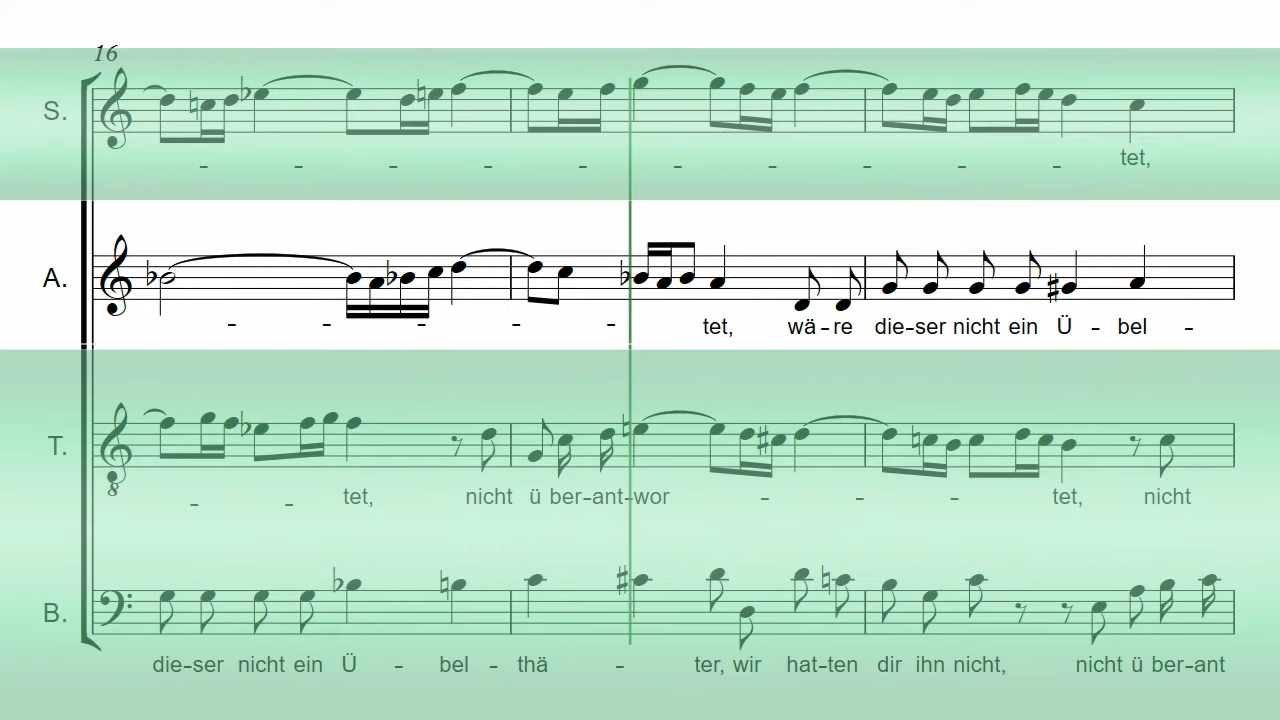 16
S.
- - - - - - - - - - tet,
A.
- - - - - tet, wä-re die-ser nicht ein Ü - bel -
T.
8
- - tet, nicht ü ber-ant-wor - - - tet, nicht
B.
die-ser nicht ein Ü - bel - thä - ter, wir hat-ten dir ihn nicht, nicht ü ber-ant